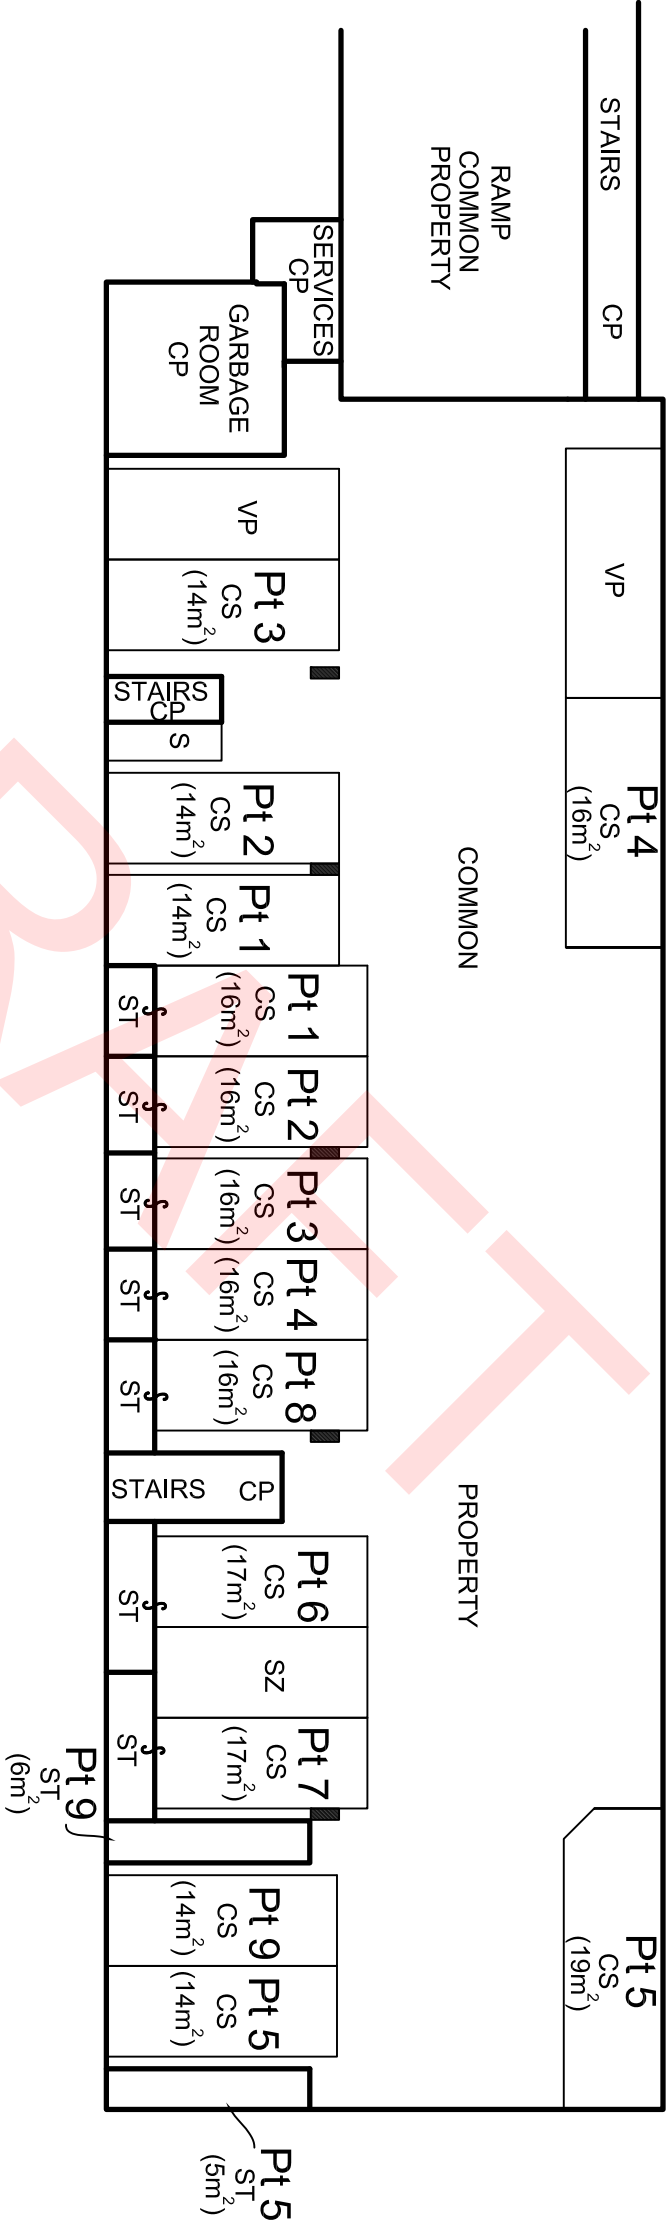 STAIRS CP
RAMP
COMMON
PROPERTY
SERVICES
CP
GARBAGE
ROOM
CP
VP
VP
Pt 3
CS
(14m²)
STAIRS
CP
S
Pt 4
CS
(16m²)
Pt 2
CS
(14m²)
Pt 1
CS
(14m²)
COMMON
Pt 1
CS
(16m²)
ST
Pt 2
CS
(16m²)
ST
Pt 3
CS
(16m²)
ST
Pt 4
CS
(16m²)
ST
Pt 8
CS
(16m²)
ST
STAIRS CP
PROPERTY
Pt 6
CS
(17m²)
ST
SZ
Pt 7
CS
(17m²)
ST
Pt 9
ST
(6m²)
Pt 9
CS
(14m²)
Pt 5
CS
(19m²)
Pt 5
CS
(14m²)
Pt 5
ST
(5m²)
RAFT